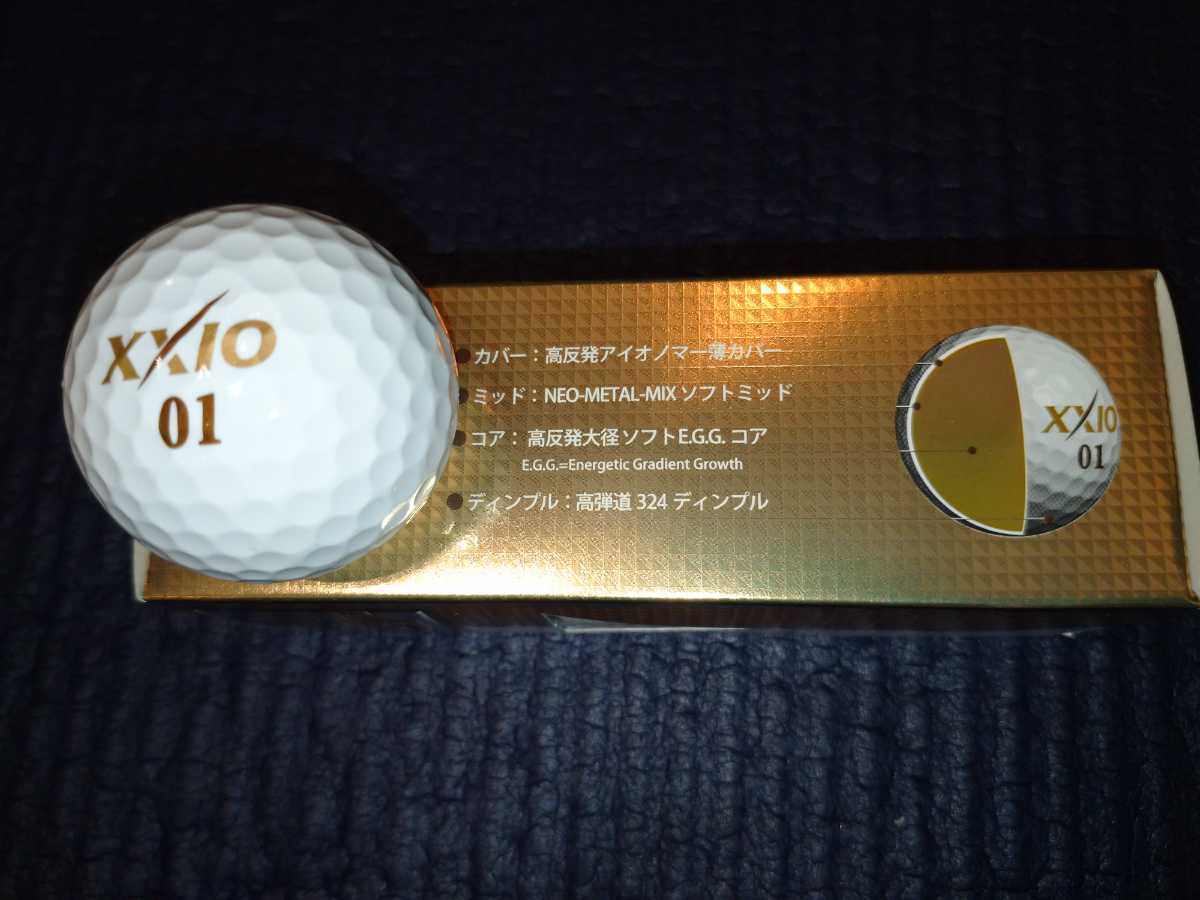 XXIO
01
● カバー：高反発アイオノマー薄カバー
● ミッド：NEO-METAL-MIX ソフトミッド
● コア：高反発大径ソフトE.G.G. コア
E.G.G.=Energetic Gradient Growth
● ディンプル：高弾道 324 ディンプル
XXIO
01